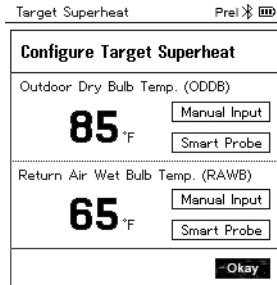 Target Superheat Prel
Configure Target Superheat
Outdoor Dry Bulb Temp. (ODDB)
85 °F
Manual Input
Smart Probe
Return Air Wet Bulb Temp. (RAWB)
65 °F
Manual Input
Smart Probe
Okay